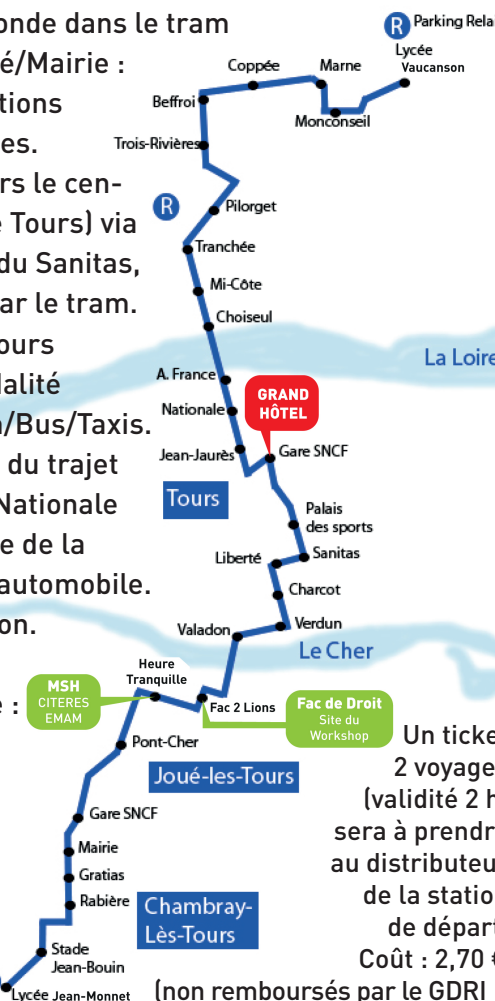 onde dans le tram
é/Mairie :
tions
es.
rs le cen-
e Tours) via
du Sanitas,
ar le tram.
ours
alité
/Bus/Taxis.
du trajet
Nationale
e de la
automobile.
on.
:
R Parking Rela
Lycée
Vaucanson
Marne
Monconseil
Coppée
Beffroi
Trois-Rivières
R
Pilorget
Tranchée
Mi-Côte
Choiseul
La Loire
A. France
Nationale
GRAND
HÔTEL
Jean-Jaurès
Gare SNCF
Tours
Palais
des sports
Sanitas
Liberté
Charcot
Verdun
Valadon
Le Cher
Heure
Tranquille
MSH
CITERES
EMAM
Fac 2 Lions
Fac de Droit
Site du
Workshop
Pont-Cher
Joué-les-Tours
Gare SNCF
Mairie
Gratias
Rabière
Chambray-
Lès-Tours
Stade
Jean-Bouin
Lycée Jean-Monnet
Un ticke
2 voyage
(validité 2 h
sera à prendr
au distributeu
de la statio
de départ
Coût : 2,70 €
(non remboursés par le GDRI